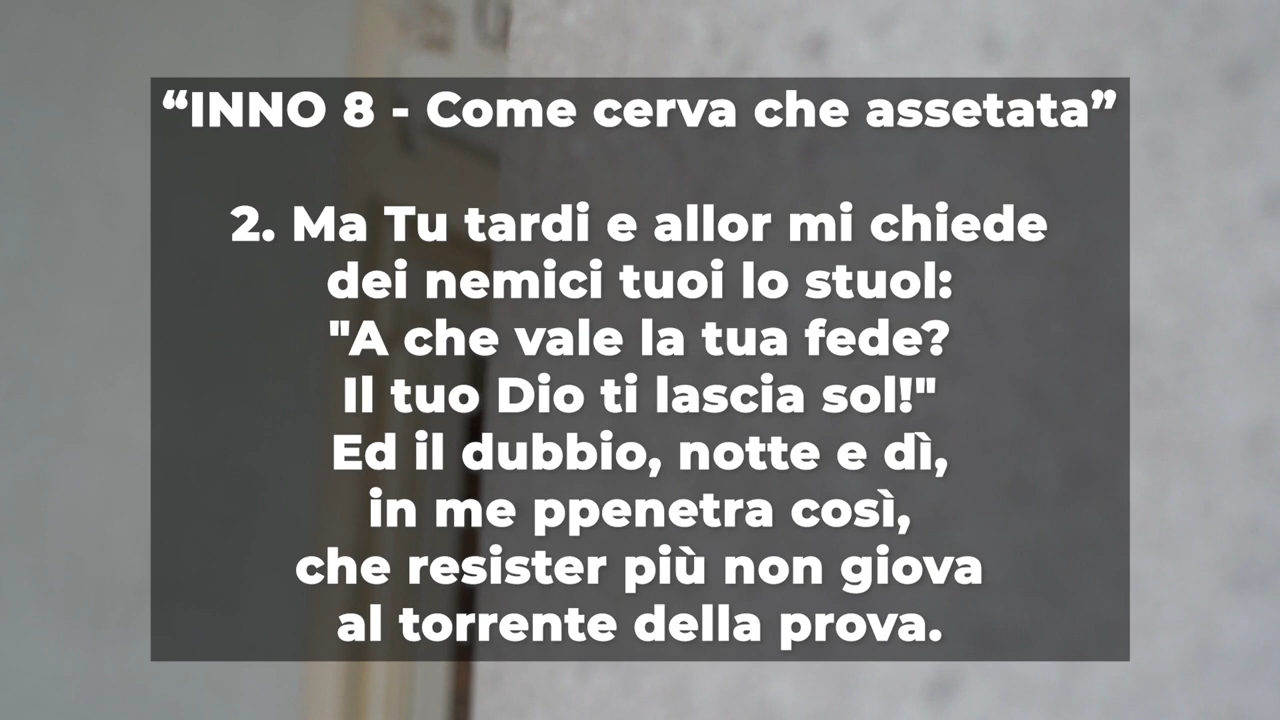 “INNO 8 - Come cerva che assetata”
2. Ma Tu tardi e allor mi chiede
dei nemici tuoi lo stuol:
"A che vale la tua fede?
Il tuo Dio ti lascia sol!"
Ed il dubbio, notte e dì,
in me ppenetra così,
che resister più non giova
al torrente della prova.